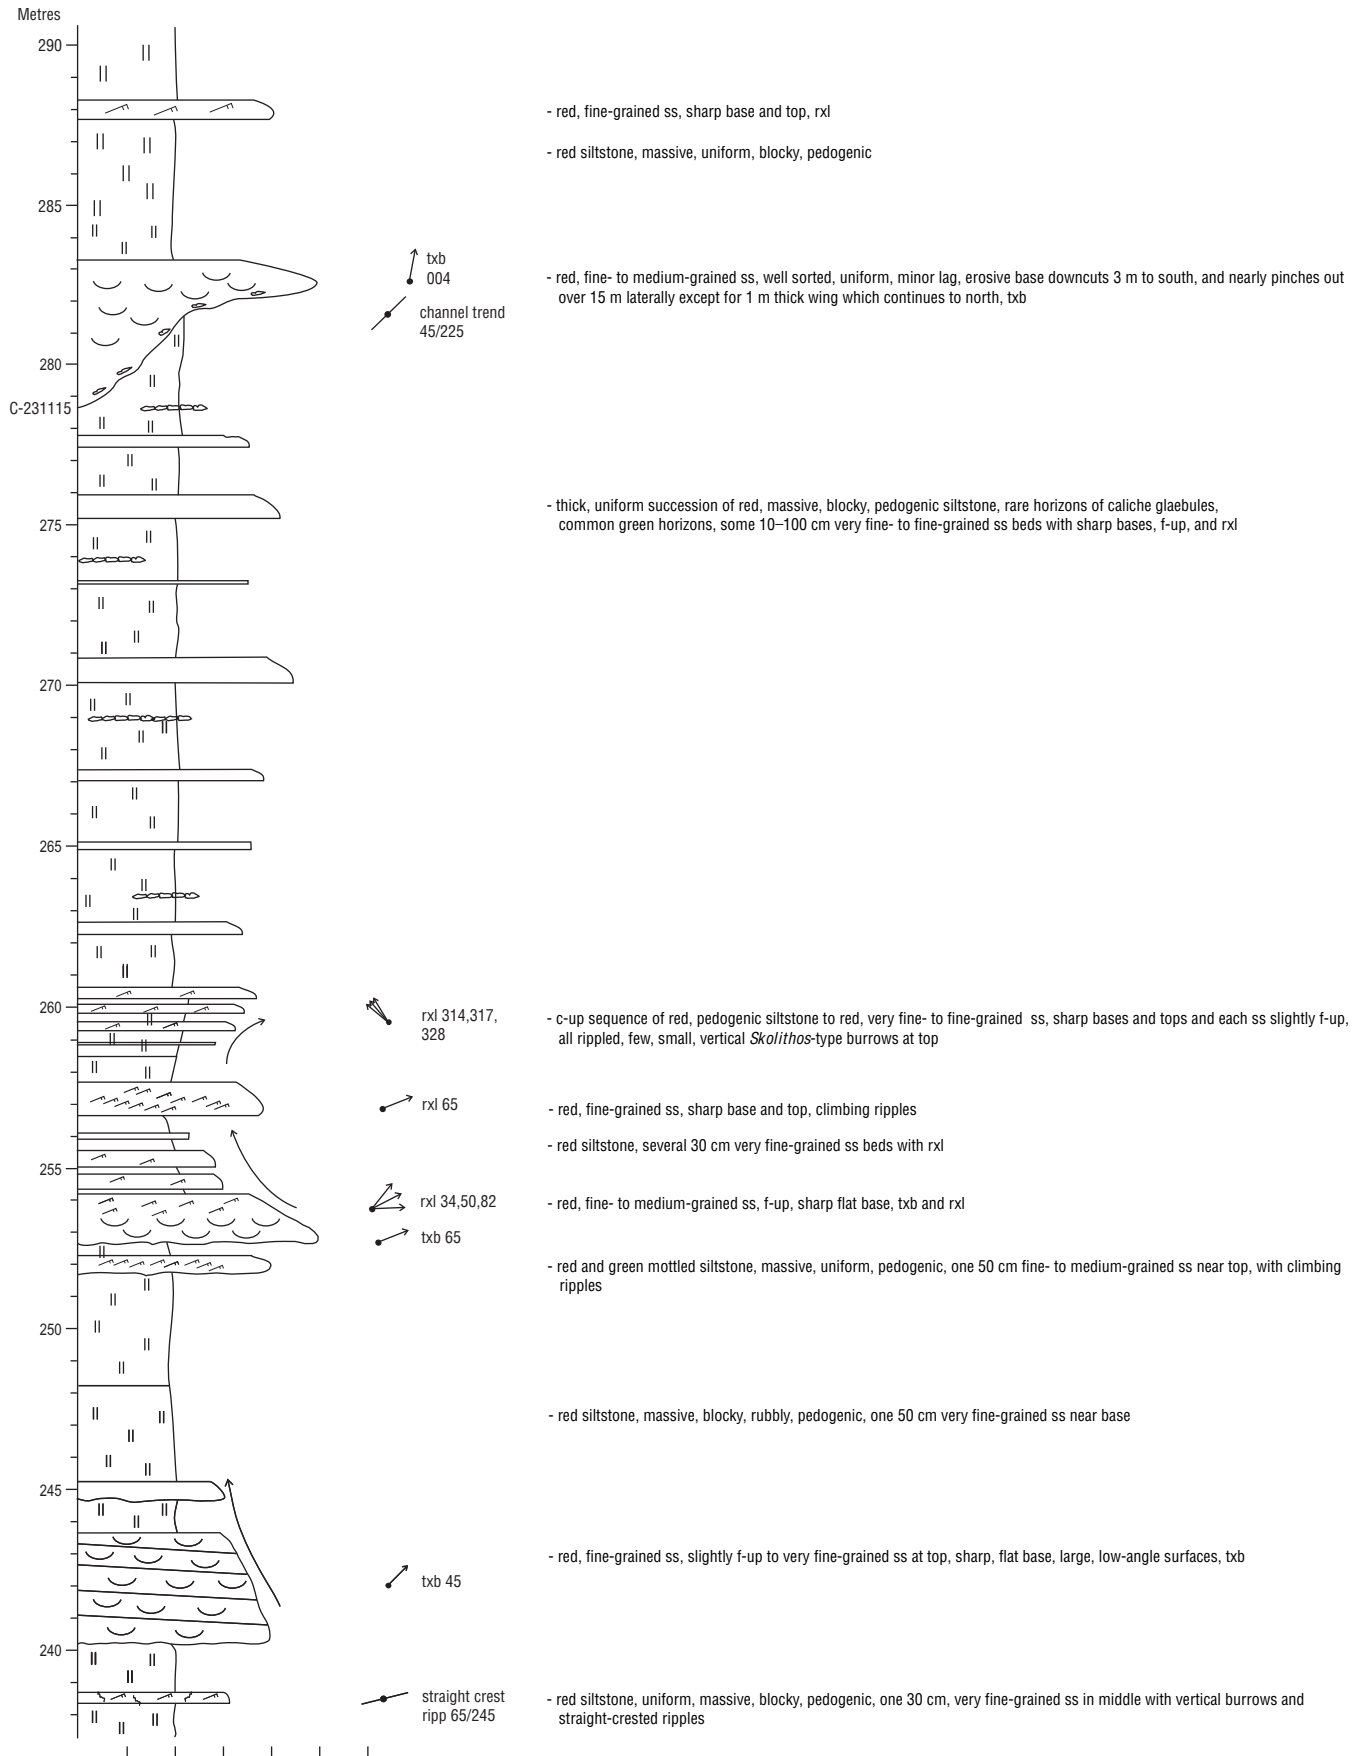 Metres
290
- red, fine-grained ss, sharp base and top, rxl
- red siltstone, massive, uniform, blocky, pedogenic
285
txb
004
- red, fine- to medium-grained ss, well sorted, uniform, minor lag, erosive base downcuts 3 m to south, and nearly pinches out
over 15 m laterally except for 1 m thick wing which continues to north, txb
channel trend
45/225
280
C-231115
275
- thick, uniform succession of red, massive, blocky, pedogenic siltstone, rare horizons of caliche glaebules,
common green horizons, some 10–100 cm very fine- to fine-grained ss beds with sharp bases, f-up, and rxl
270
265
260
rxl 314,317,
328
- c-up sequence of red, pedogenic siltstone to red, very fine- to fine-grained ss, sharp bases and tops and each ss slightly f-up,
all rippled, few, small, vertical Skolithos-type burrows at top
rxl 65
- red, fine-grained ss, sharp base and top, climbing ripples
- red siltstone, several 30 cm very fine-grained ss beds with rxl
255
rxl 34,50,82
- red, fine- to medium-grained ss, f-up, sharp flat base, txb and rxl
txb 65
- red and green mottled siltstone, massive, uniform, pedogenic, one 50 cm fine- to medium-grained ss near top, with climbing
ripples
250
- red siltstone, massive, blocky, rubbly, pedogenic, one 50 cm very fine-grained ss near base
245
- red, fine-grained ss, slightly f-up to very fine-grained ss at top, sharp, flat base, large, low-angle surfaces, txb
txb 45
240
straight crest
ripp 65/245
- red siltstone, uniform, massive, blocky, pedogenic, one 30 cm, very fine-grained ss in middle with vertical burrows and
straight-crested ripples